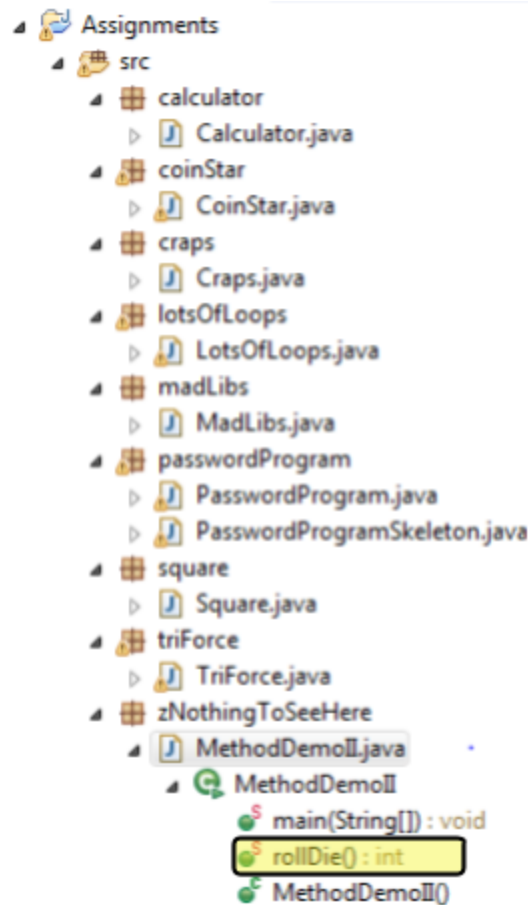 Assignments
src
calculator
Calculator.java
coinStar
CoinStar.java
craps
Craps.java
lotsOfLoops
LotsOfLoops.java
madLibs
MadLibs.java
passwordProgram
PasswordProgram.java
PasswordProgramSkeleton.java
square
Square.java
triForce
TriForce.java
zNothingToSeeHere
MethodDemoII.java
MethodDemoII
main(String[]) : void
rollDie() : int
MethodDemoII()